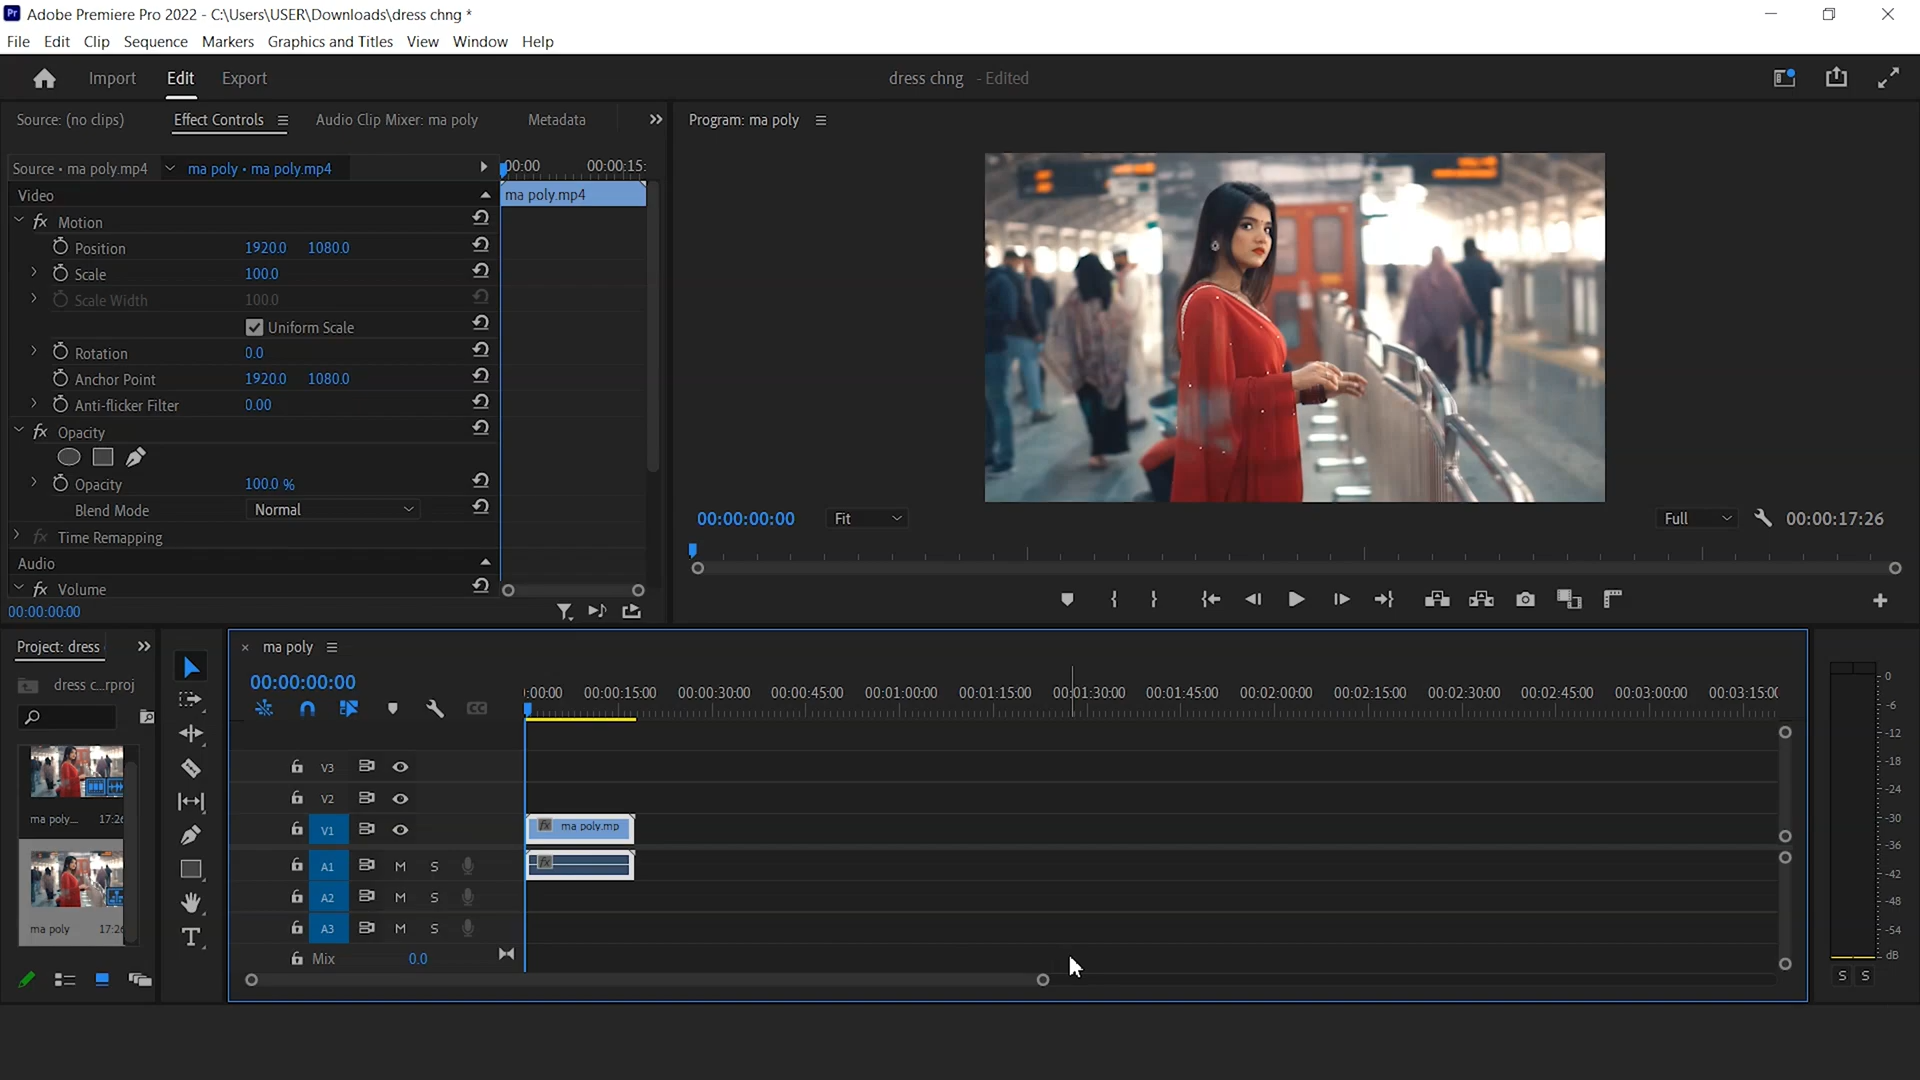 Adobe Premiere Pro 2022 - C:\Users\USER\Downloads\dress chng *
File Edit Clip Sequence Markers Graphics and Titles View Window Help
Import Edit Export
dress chng - Edited
Source: (no clips) Effect Controls Audio Clip Mixer: ma poly Metadata
Program: ma poly
Source • ma poly.mp4 ma poly • ma poly.mp4
:00:00 00:00:15:
Video
ma poly.mp4
fx Motion
Position 1920.0 1080.0
Scale 100.0
Scale Width 100.0
Uniform Scale
Rotation 0.0
Anchor Point 1920.0 1080.0
Anti-flicker Filter 0.00
fx Opacity
Opacity 100.0 %
Blend Mode Normal
fx Time Remapping
Audio
fx Volume
00:00:00:00
00:00:00:00 Fit Full 00:00:17:26
Project: dress
dress c...rproj
ma poly... 17:26
ma poly 17:26
ma poly
00:00:00:00
:00:00 00:00:15:00 00:00:30:00 00:00:45:00 00:01:00:00 00:01:15:00 00:01:30:00 00:01:45:00 00:02:00:00 00:02:15:00 00:02:30:00 00:02:45:00 00:03:00:00 00:03:15:00
V3
V2
V1 fx ma poly.mp
A1 M S fx
A2 M S
A3 M S
Mix 0.0
0
-6
-12
-18
-24
-30
-36
-42
-48
-54
dB
S S